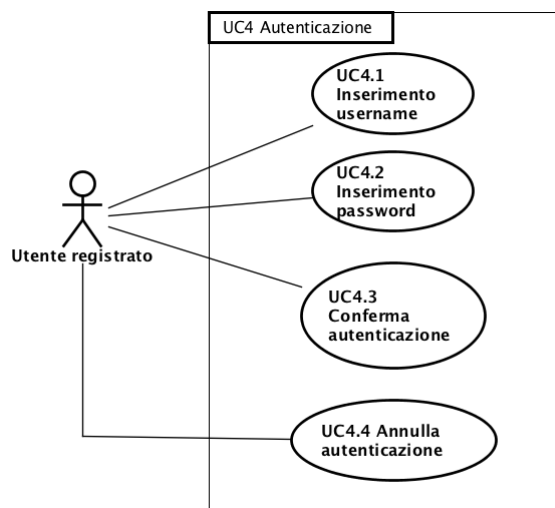 UC4 Autenticazione
UC4.1
Inserimento
username
UC4.2
Inserimento
password
Utente registrato
UC4.3
Conferma
autenticazione
UC4.4 Annulla
autenticazione